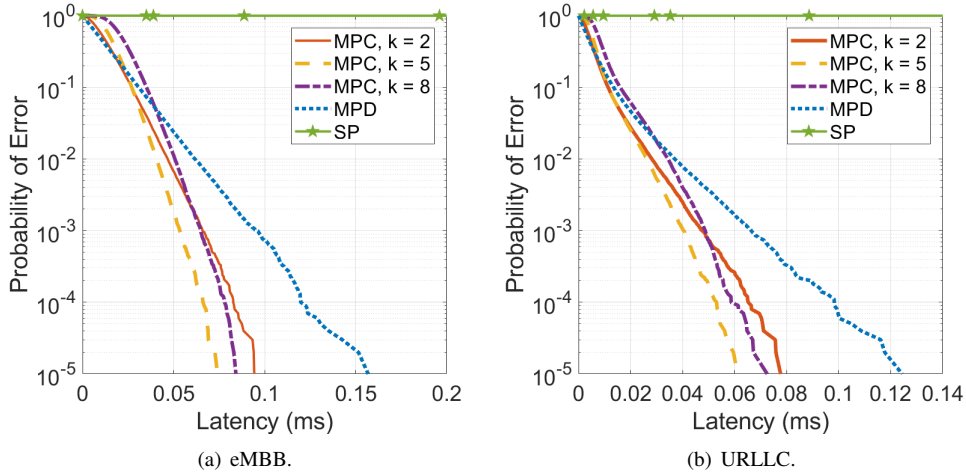 10^0
10^-1
10^-2
10^-3
10^-4
10^-5
Probability of Error
0 0.05 0.1 0.15 0.2
Latency (ms)
MPC, k = 2
MPC, k = 5
MPC, k = 8
MPD
SP
(a) eMBB.
10^0
10^-1
10^-2
10^-3
10^-4
10^-5
Probability of Error
0 0.02 0.04 0.06 0.08 0.1 0.12 0.14
Latency (ms)
MPC, k = 2
MPC, k = 5
MPC, k = 8
MPD
SP
(b) URLLC.